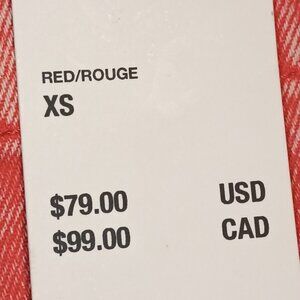 RED/ROUGE
XS
$79.00 USD
$99.00 CAD